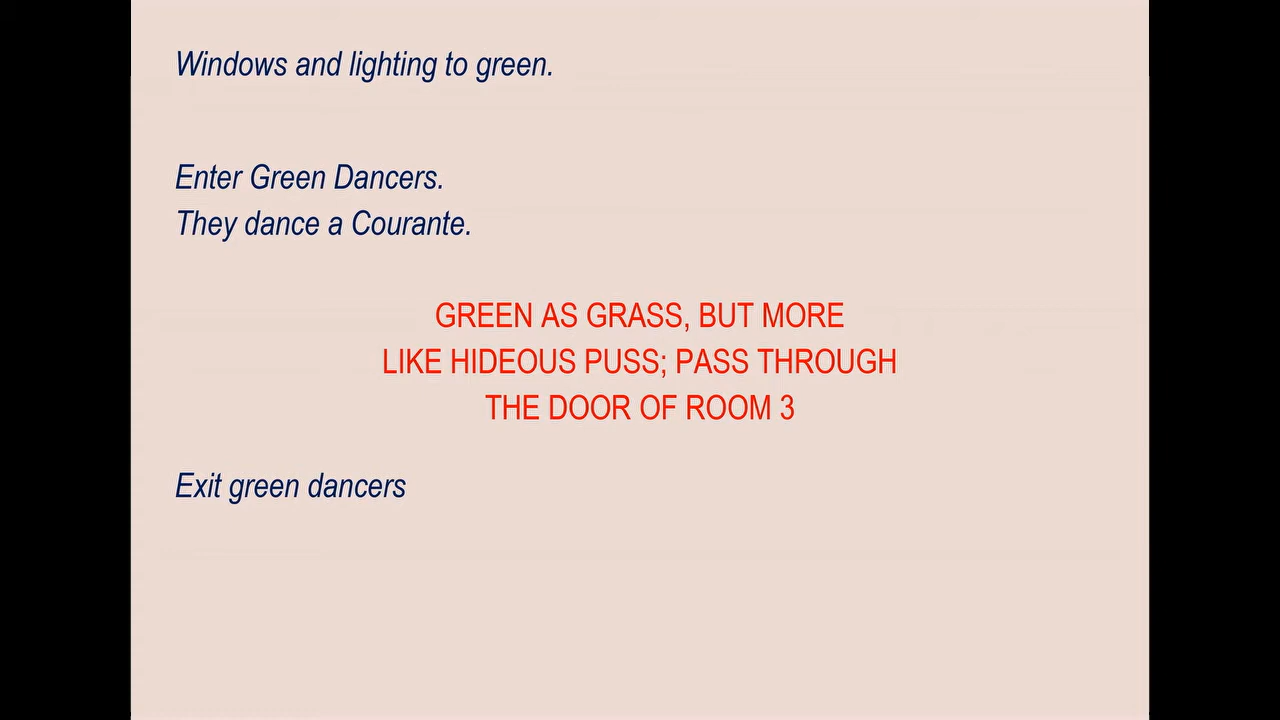 Windows and lighting to green.
Enter Green Dancers.
They dance a Courante.
GREEN AS GRASS, BUT MORE
LIKE HIDEOUS PUSS; PASS THROUGH
THE DOOR OF ROOM 3
Exit green dancers